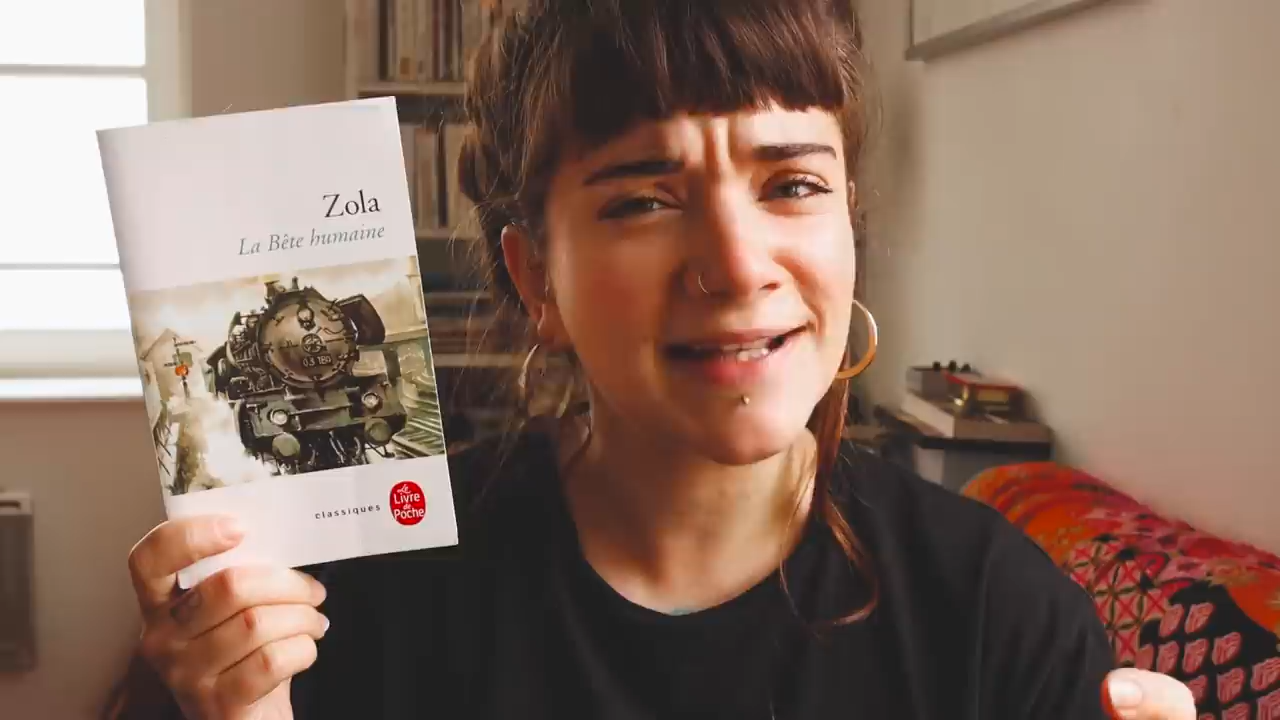 Zola
La Bête humaine
classiques
Le
Livre
de
Poche